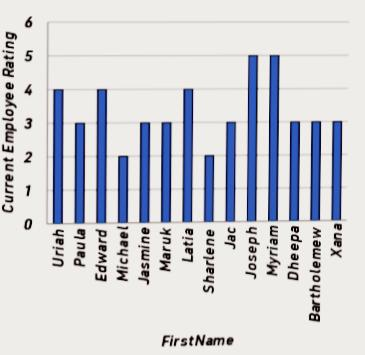 Current Employee Rating
6
5
4
3
2
1
0
Uriah
Paula
Edward
Michael
Jasmine
Maruk
Latia
Sharlene
Jac
Joseph
Myriam
Dheepa
Bartholemew
Xana
FirstName